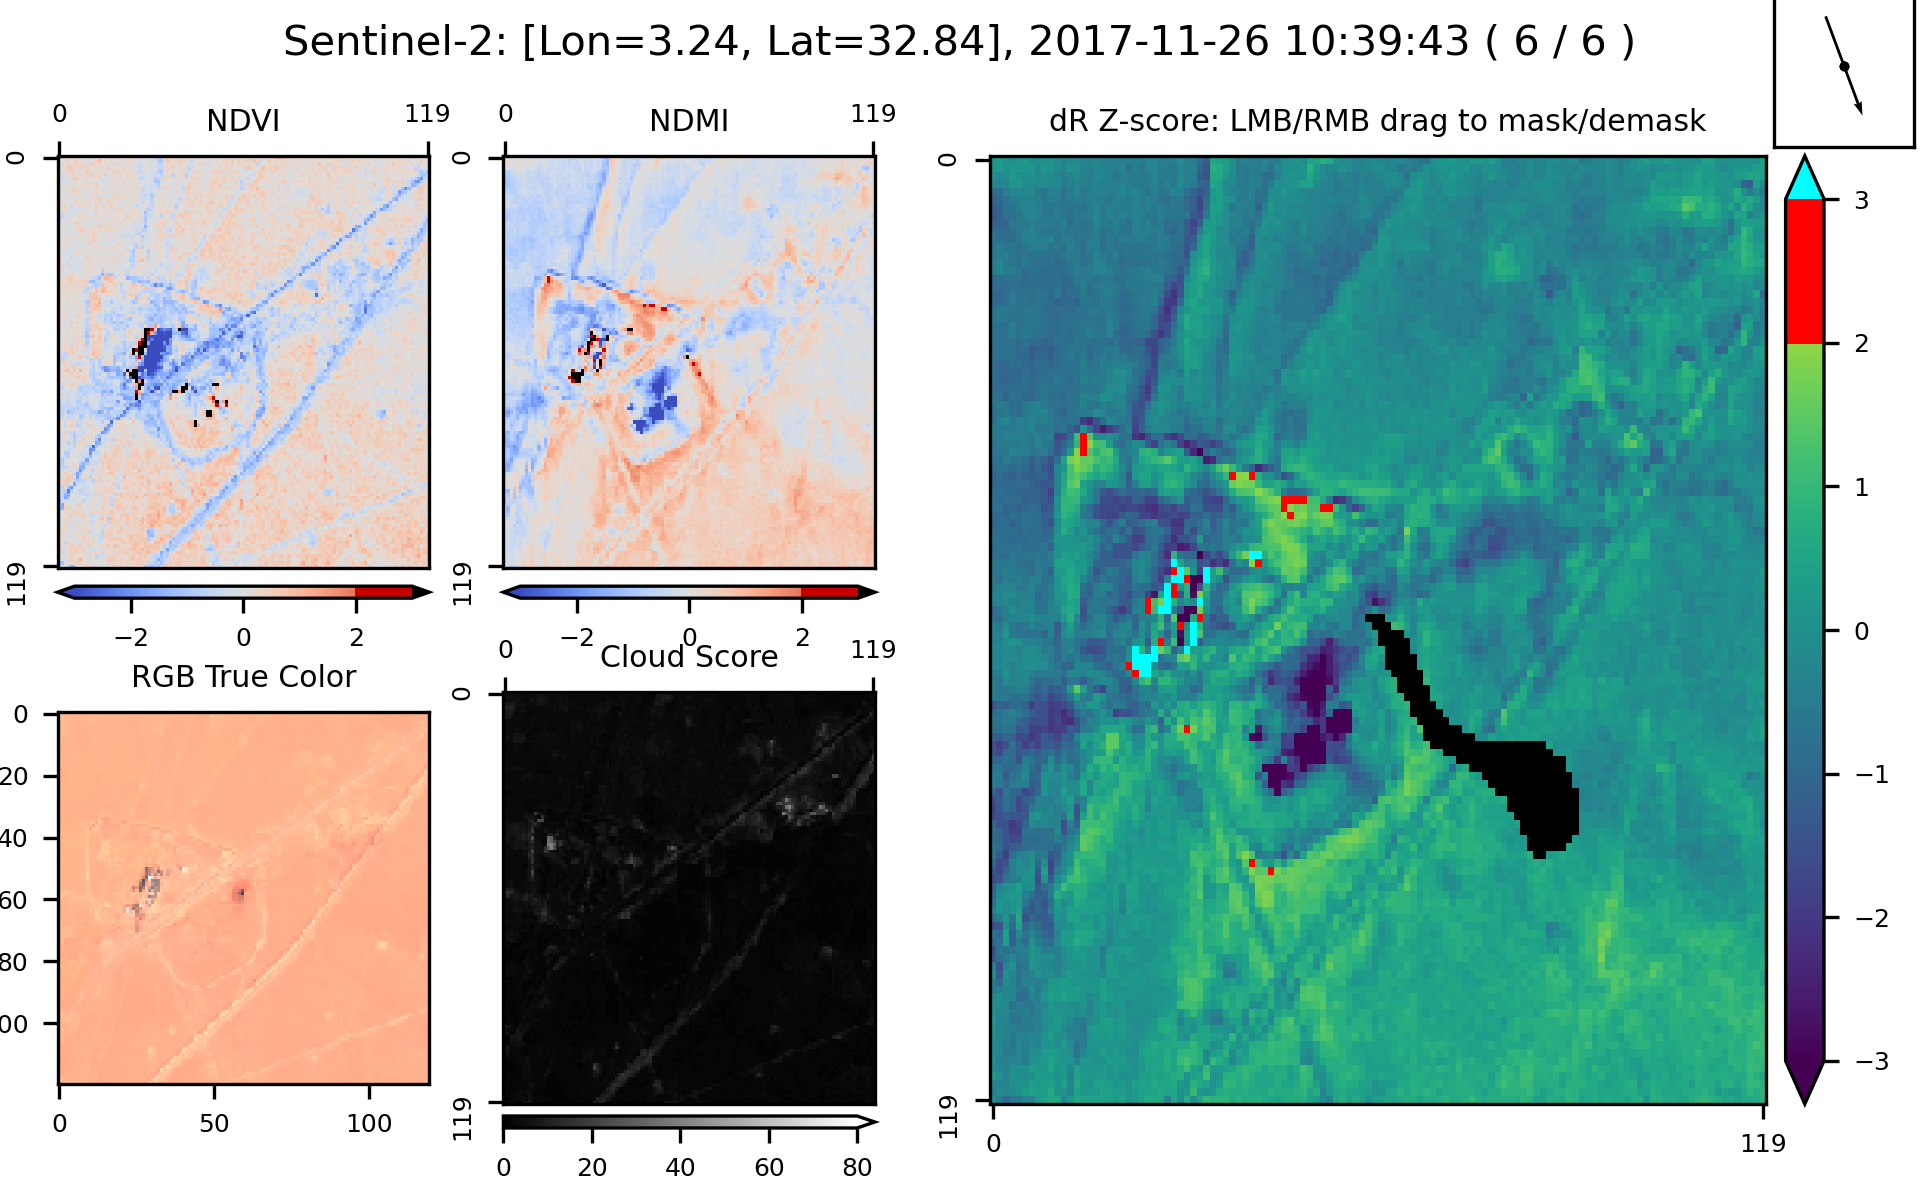 Sentinel-2: [Lon=3.24, Lat=32.84], 2017-11-26 10:39:43 ( 6 / 6 )
0 NDVI 119
0 NDMI 119
dR Z-score: LMB/RMB drag to mask/demask
0
0
0
3
2
1
0
−1
−2
−3
119
119
−2 0 2
−2 0 2
RGB True Color
0 Cloud Score 119
0
20
40
60
80
00
0 50 100
0
119
0 20 40 60 80
119
0 119